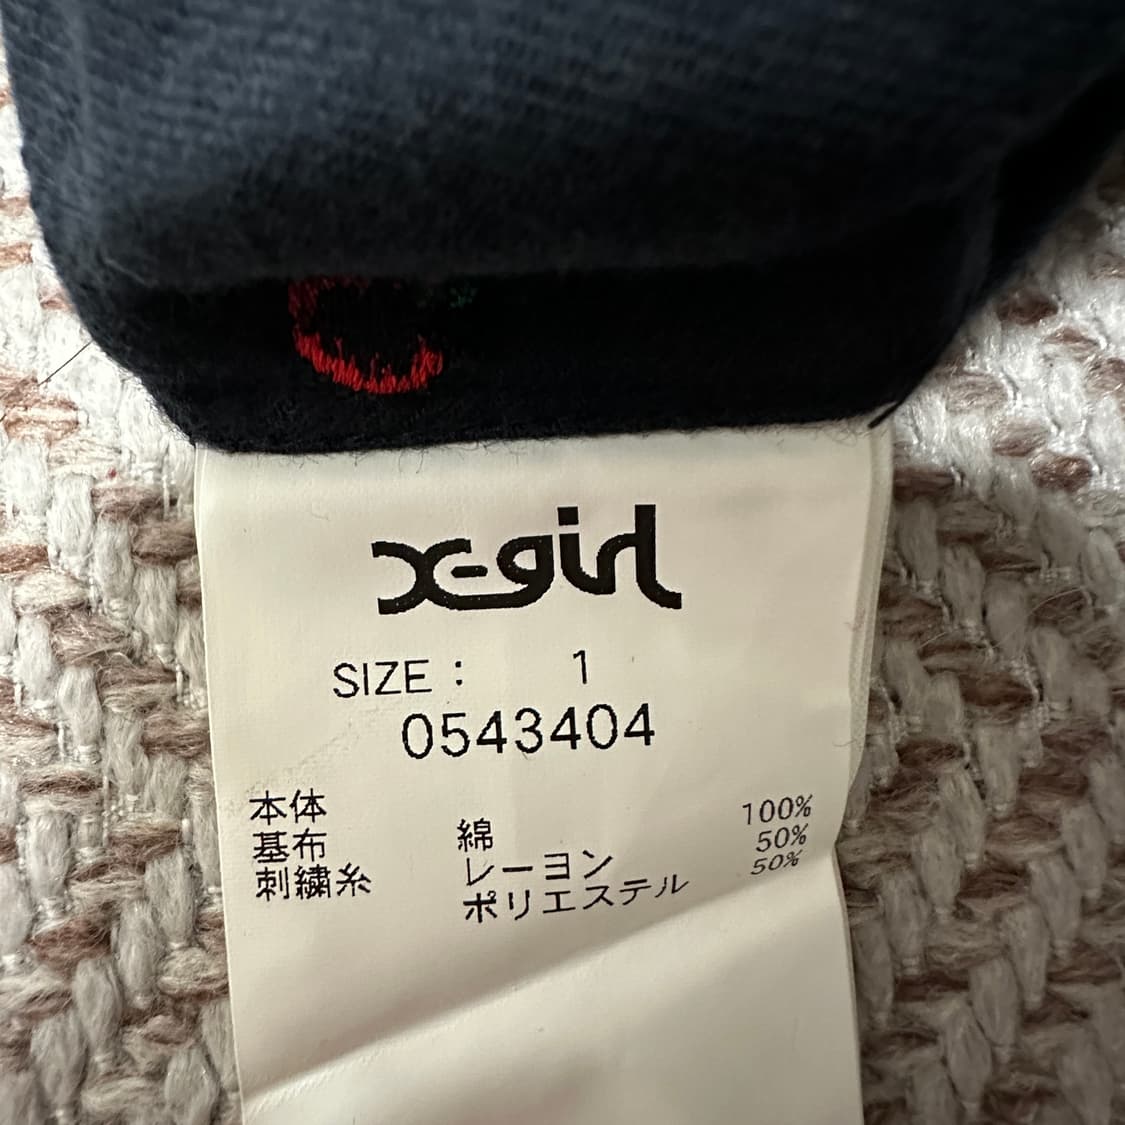 X-girl
SIZE : 1
0543404
本体
基布 綿 100%
刺繍糸 レーヨン 50%
ポリエステル 50%